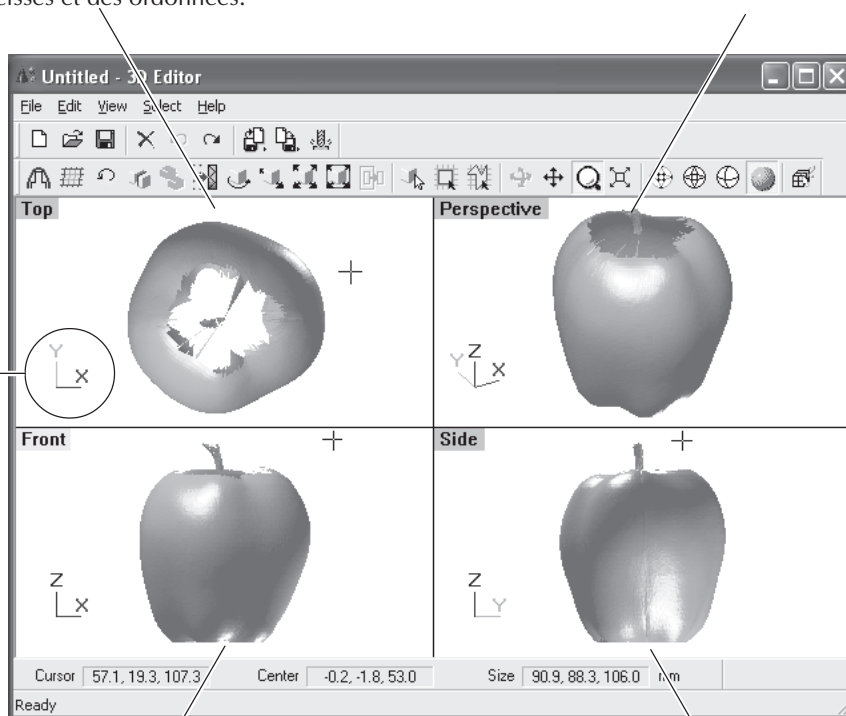 et des ordonnées.
Untitled - 3D Editor
File Edit View Select Help
Top
Perspective
Y
X
Z
Y
X
Front
Side
Z
X
Z
Y
Cursor 57.1, 19.3, 107.3 Center -0.2, -1.8, 53.0 Size 90.9, 88.3, 106.0 mm
Ready